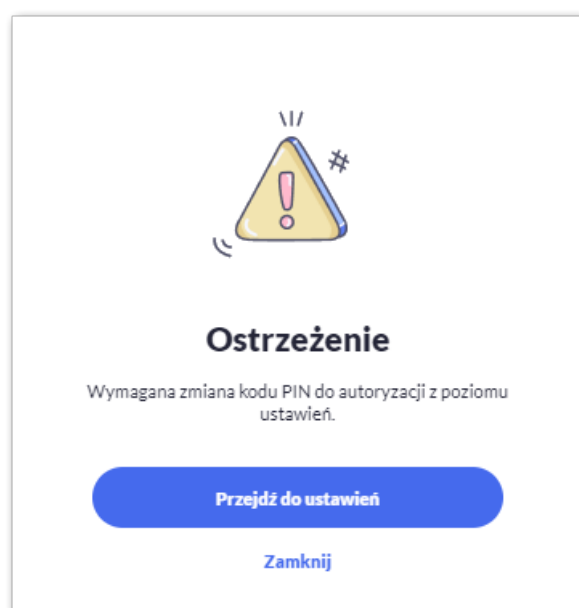 Ostrzeżenie
Wymagana zmiana kodu PIN do autoryzacji z poziomu
ustawień.
Przejdź do ustawień
Zamknij